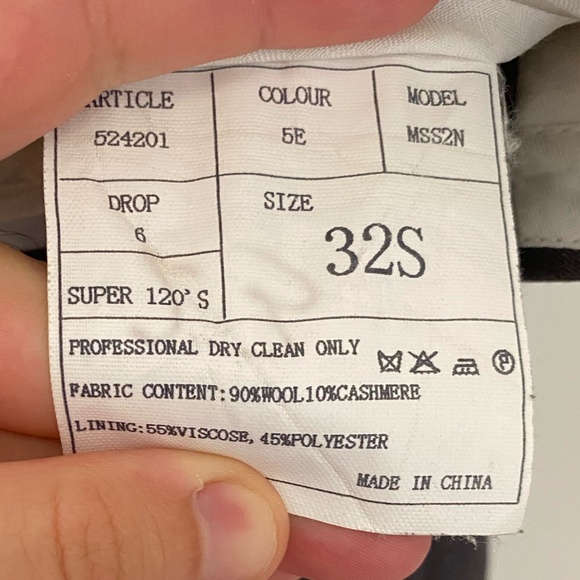 ARTICLE COLOUR MODEL
524201 5E MSS2N
DROP SIZE
6 32S
SUPER 120'S
PROFESSIONAL DRY CLEAN ONLY
FABRIC CONTENT:90%WOOL10%CASHMERE
LINING:55%VISCOSE, 45%POLYESTER
MADE IN CHINA